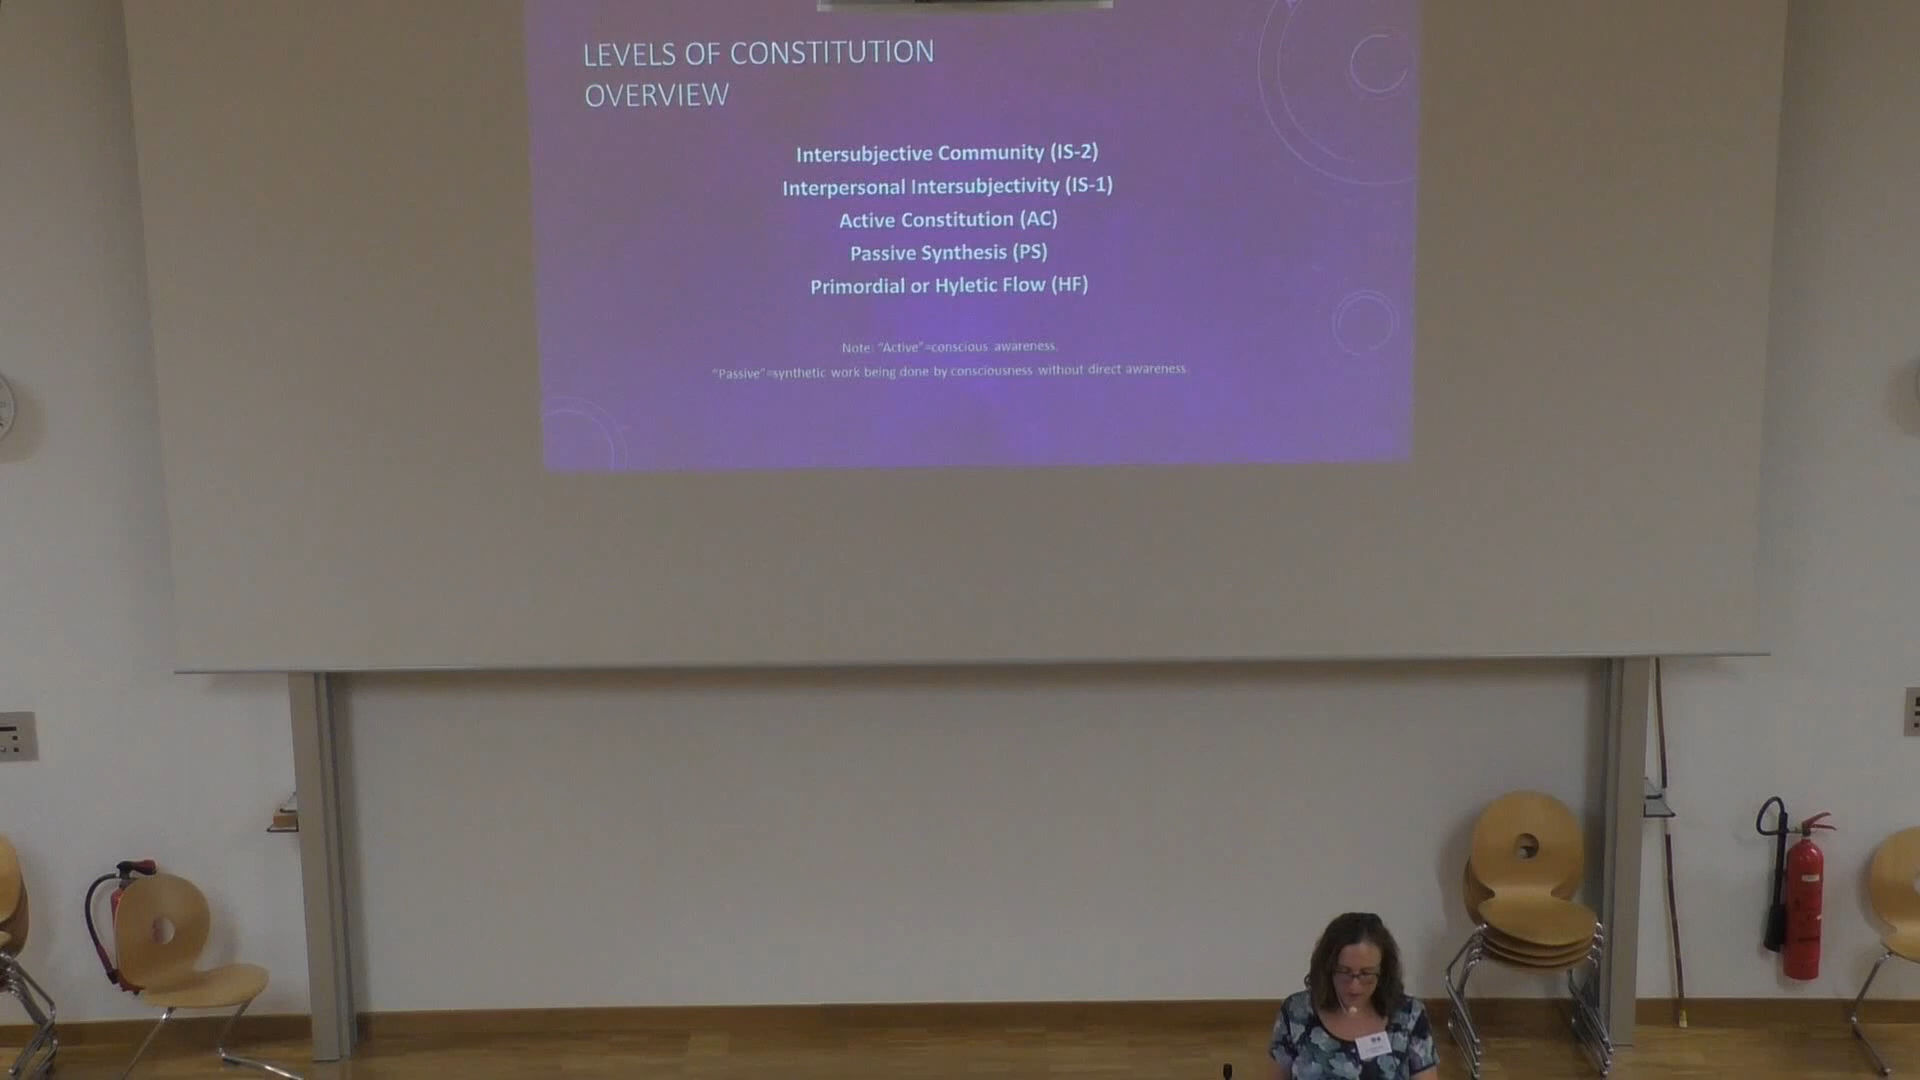 LEVELS OF CONSTITUTION
OVERVIEW
Intersubjective Community (IS-2)
Interpersonal Intersubjectivity (IS-1)
Active Constitution (AC)
Passive Synthesis (PS)
Primordial or Hyletic Flow (HF)
Note: "Active"=conscious awareness.
"Passive"=synthetic work being done by consciousness without direct awareness.